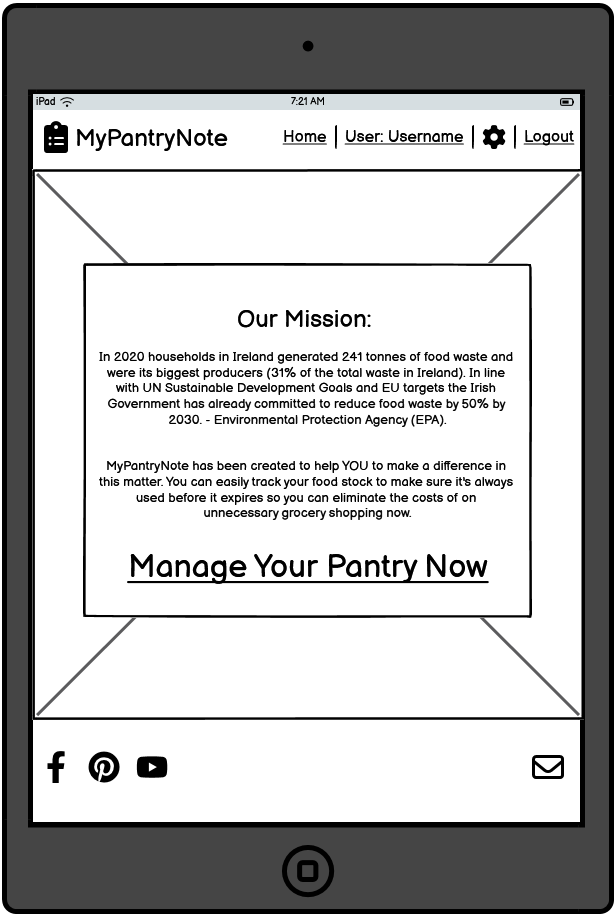 iPad 7:21 AM
MyPantryNote Home User: Username Logout
Our Mission:
In 2020 households in Ireland generated 241 tonnes of food waste and
were its biggest producers (31% of the total waste in Ireland). In line
with UN Sustainable Development Goals and EU targets the Irish
Government has already committed to reduce food waste by 50% by
2030. - Environmental Protection Agency (EPA).
MyPantryNote has been created to help YOU to make a difference in
this matter. You can easily track your food stock to make sure it's always
used before it expires so you can eliminate the costs of on
unnecessary grocery shopping now.
Manage Your Pantry Now